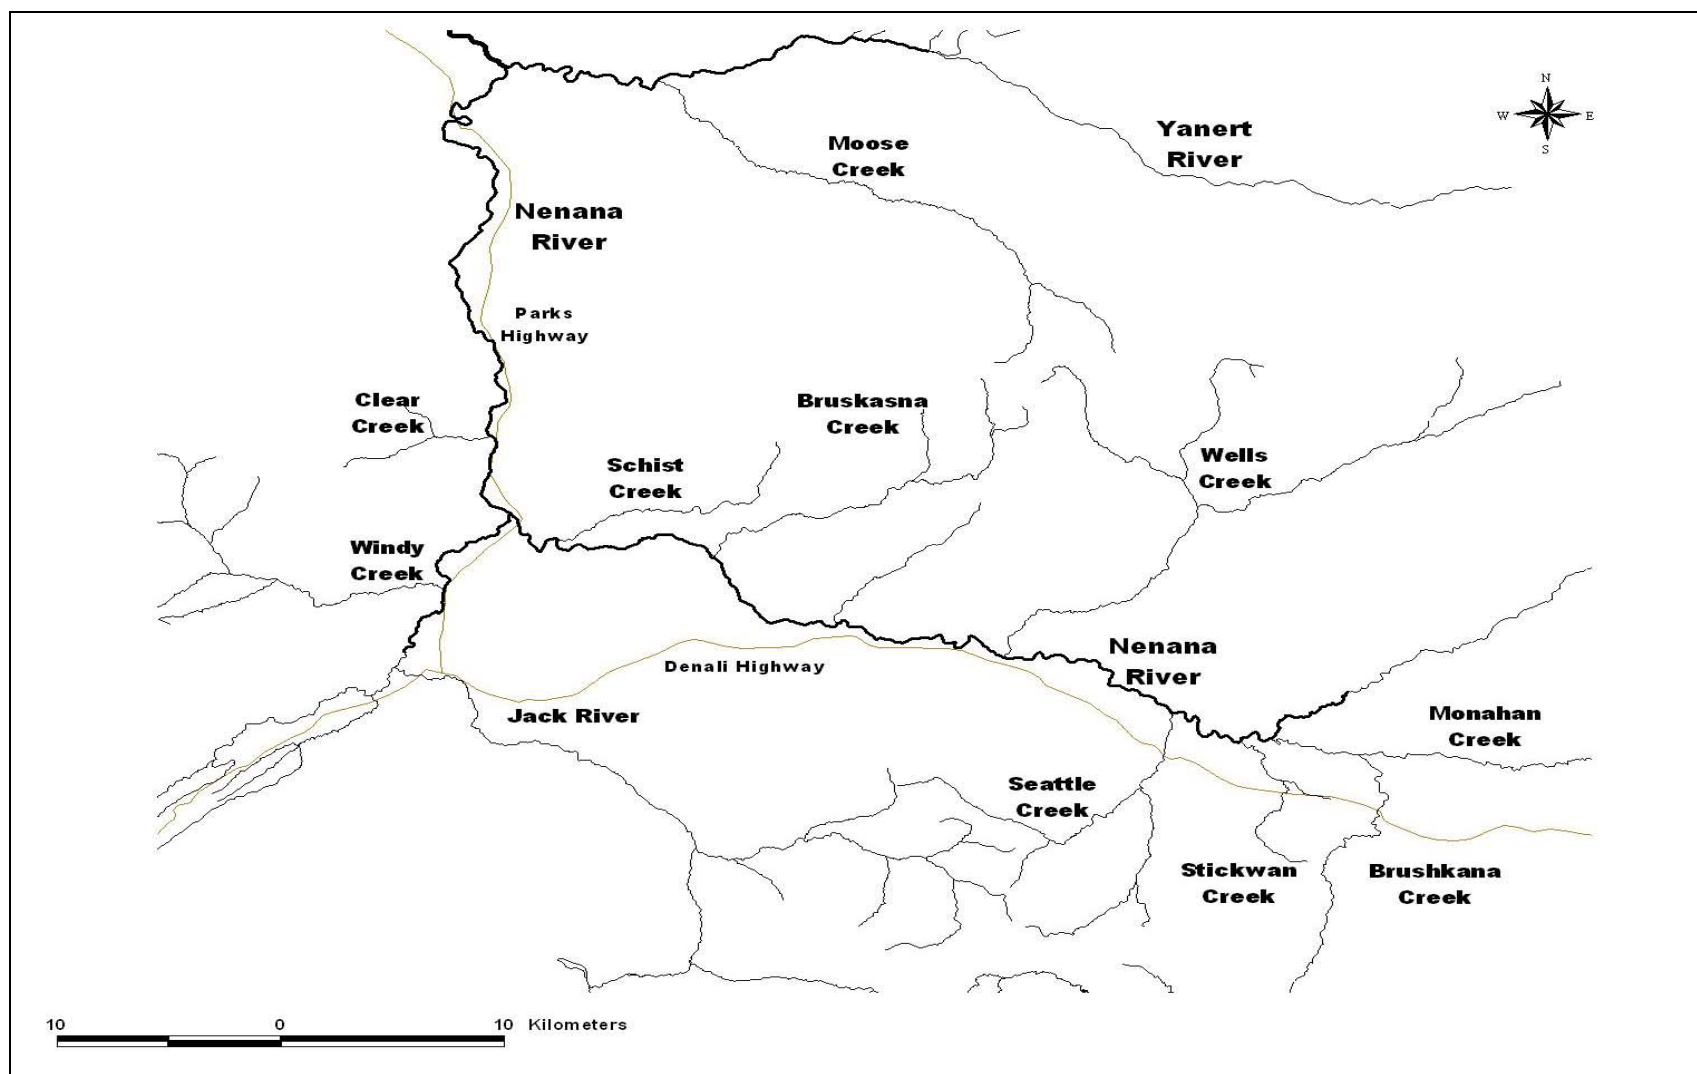 N
W E
S
Yanert
River
Moose
Creek
Nenana
River
Parks
Highway
Clear
Creek
Bruskasna
Creek
Schist
Creek
Wells
Creek
Windy
Creek
Nenana
River
Denali Highway
Jack River
Monahan
Creek
Seattle
Creek
Stickwan
Creek
Brushkana
Creek
10 0 10 Kilometers